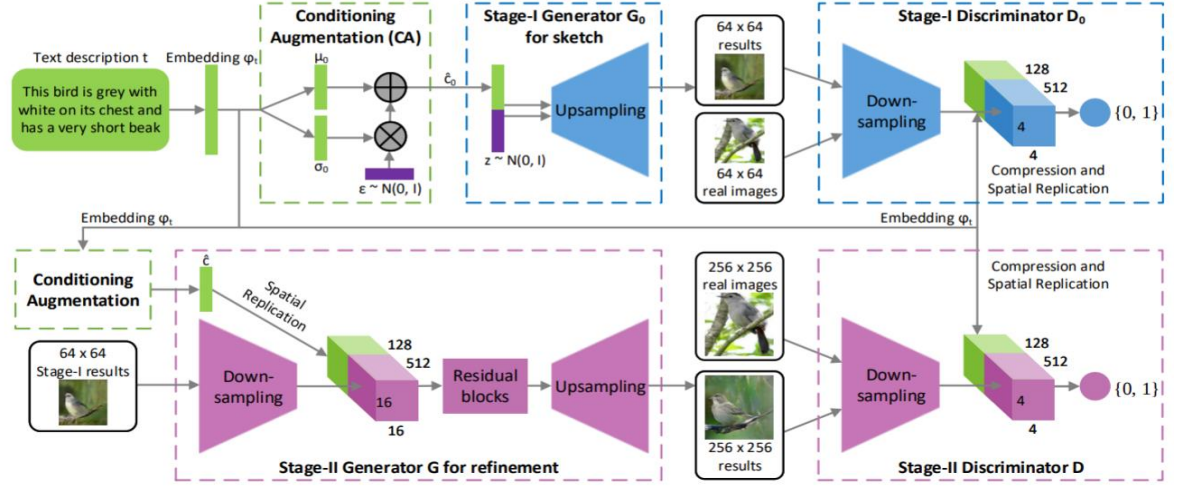 Text description t
This bird is grey with
white on its chest and
has a very short beak
Embedding φₜ
Conditioning
Augmentation (CA)
μ₀
σ₀
ε ~ N(0, I)
ĉ₀
Stage-I Generator G₀
for sketch
Upsampling
z ~ N(0, I)
64 x 64
results
64 x 64
real images
Stage-I Discriminator D₀
Down-
sampling
128
512
4
4
{0, 1}
Compression and
Spatial Replication
Embedding φₜ
Embedding φₜ
Conditioning
Augmentation
ĉ
Spatial
Replication
64 x 64
Stage-I results
Down-
sampling
128
512
16
16
Residual
blocks
Upsampling
Stage-II Generator G for refinement
256 x 256
real images
256 x 256
results
Compression and
Spatial Replication
Down-
sampling
128
512
4
4
{0, 1}
Stage-II Discriminator D